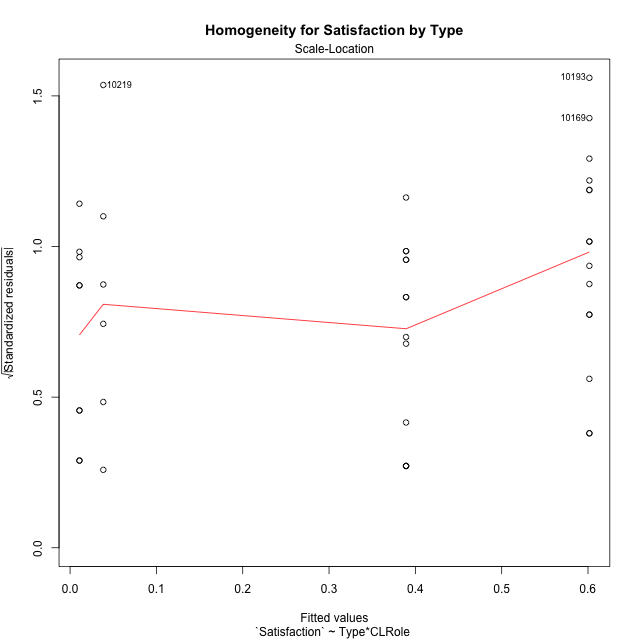 Homogeneity for Satisfaction by Type
Scale-Location
10219
10193
10169
1.5
1.0
0.5
0.0
√|Standardized residuals|
0.0 0.1 0.2 0.3 0.4 0.5 0.6
Fitted values
`Satisfaction` ~ Type*CLRole